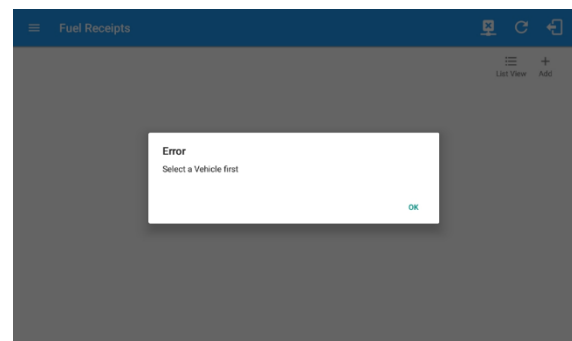 Fuel Receipts
List View Add
Error
Select a Vehicle first
OK